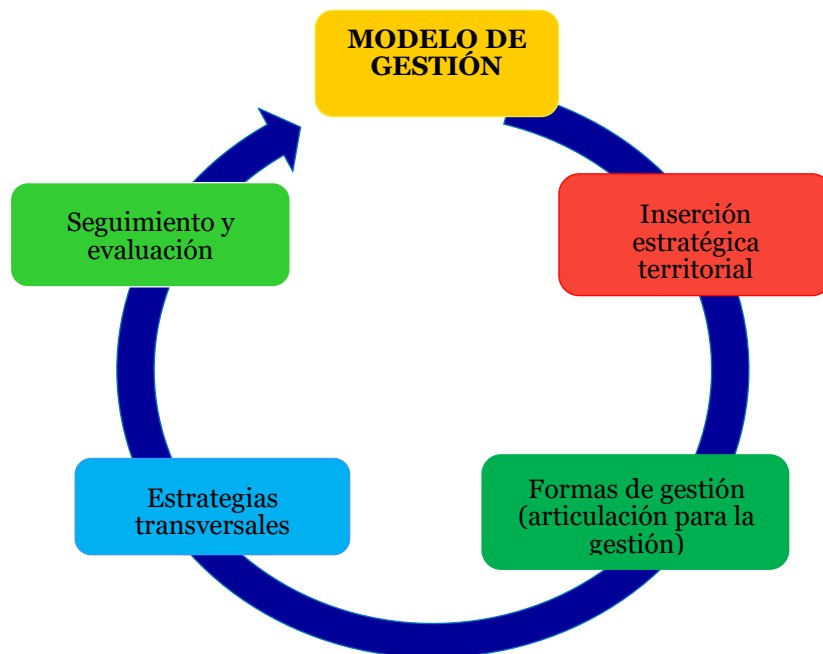 MODELO DE
GESTIÓN
Inserción
estratégica
territorial
Formas de gestión
(articulación para la
gestión)
Estrategias
transversales
Seguimiento y
evaluación